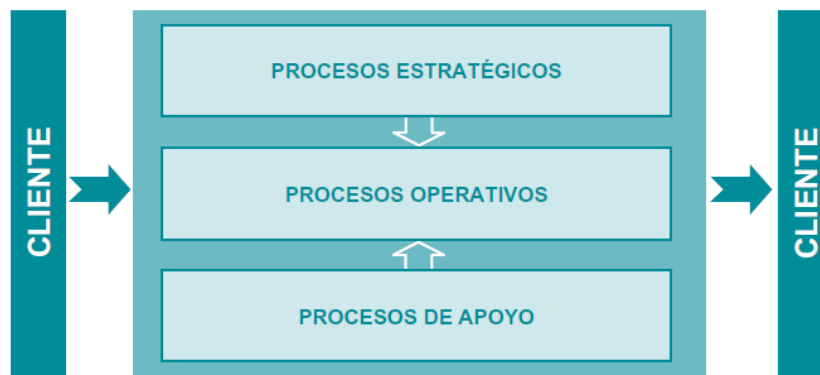 CLIENTE
PROCESOS ESTRATÉGICOS
PROCESOS OPERATIVOS
PROCESOS DE APOYO
CLIENTE